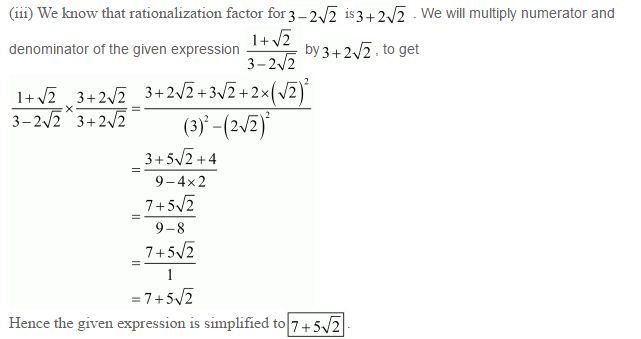 (iii) We know that rationalization factor for 3−2√2 is 3+2√2 . We will multiply numerator and
denominator of the given expression (1+√2)/(3−2√2) by 3+2√2 , to get
(1+√2)/(3−2√2) × (3+2√2)/(3+2√2) = (3+2√2+3√2+2×(√2)²)/((3)²−(2√2)²)
= (3+5√2+4)/(9−4×2)
= (7+5√2)/(9−8)
= (7+5√2)/1
= 7+5√2
Hence the given expression is simplified to 7+5√2 .